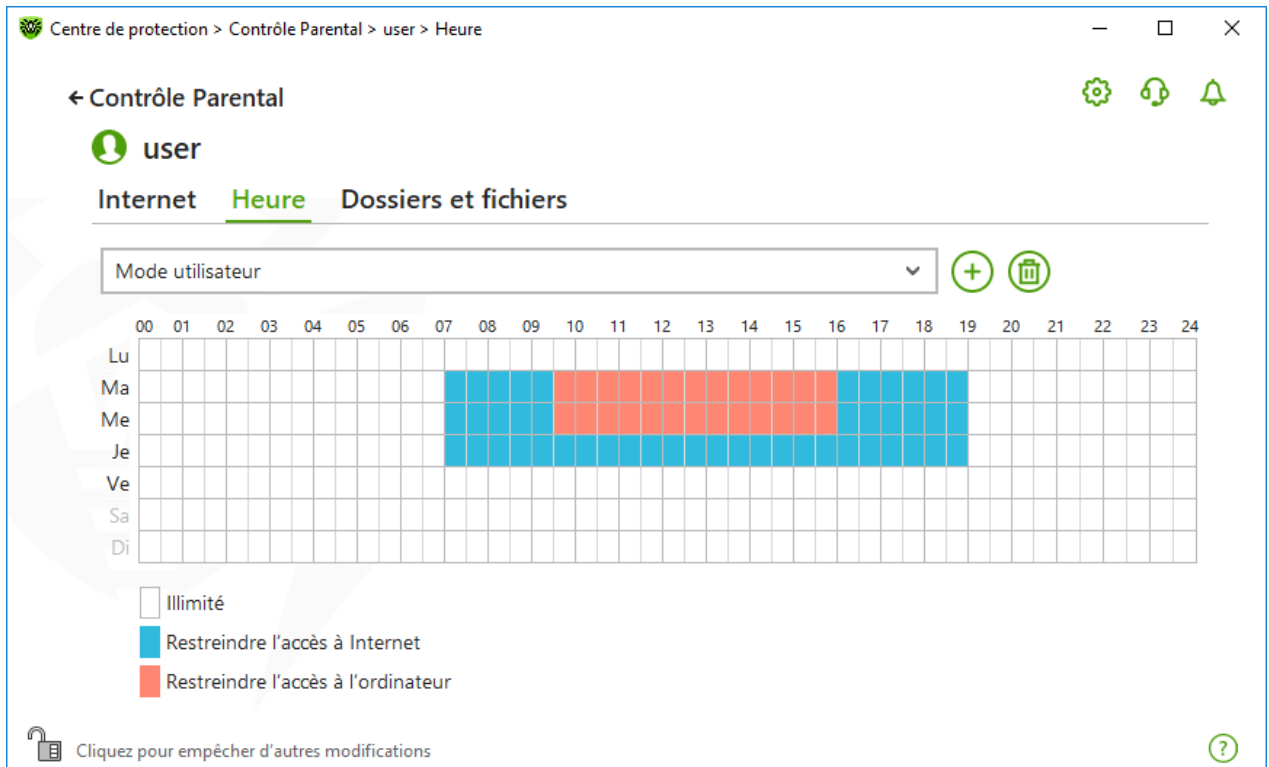 Centre de protection > Contrôle Parental > user > Heure
Contrôle Parental
user
Internet Heure Dossiers et fichiers
Mode utilisateur
00 01 02 03 04 05 06 07 08 09 10 11 12 13 14 15 16 17 18 19 20 21 22 23 24
Lu
Ma
Me
Je
Ve
Sa
Di
Illimité
Restreindre l'accès à Internet
Restreindre l'accès à l'ordinateur
Cliquez pour empêcher d'autres modifications
?